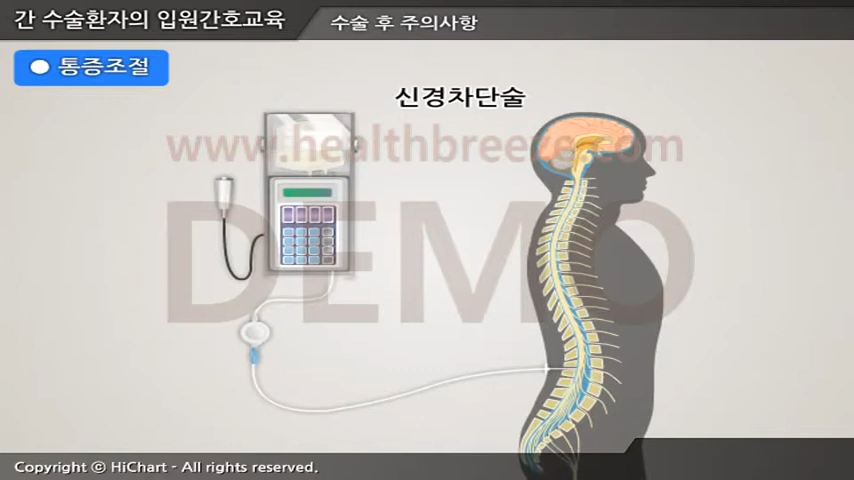 간 수술환자의 입원간호교육
수술 후 주의사항
통증조절
신경차단술
www.healthbreeze.com
DEMO
Copyright ⓒ HiChart - All rights reserved.